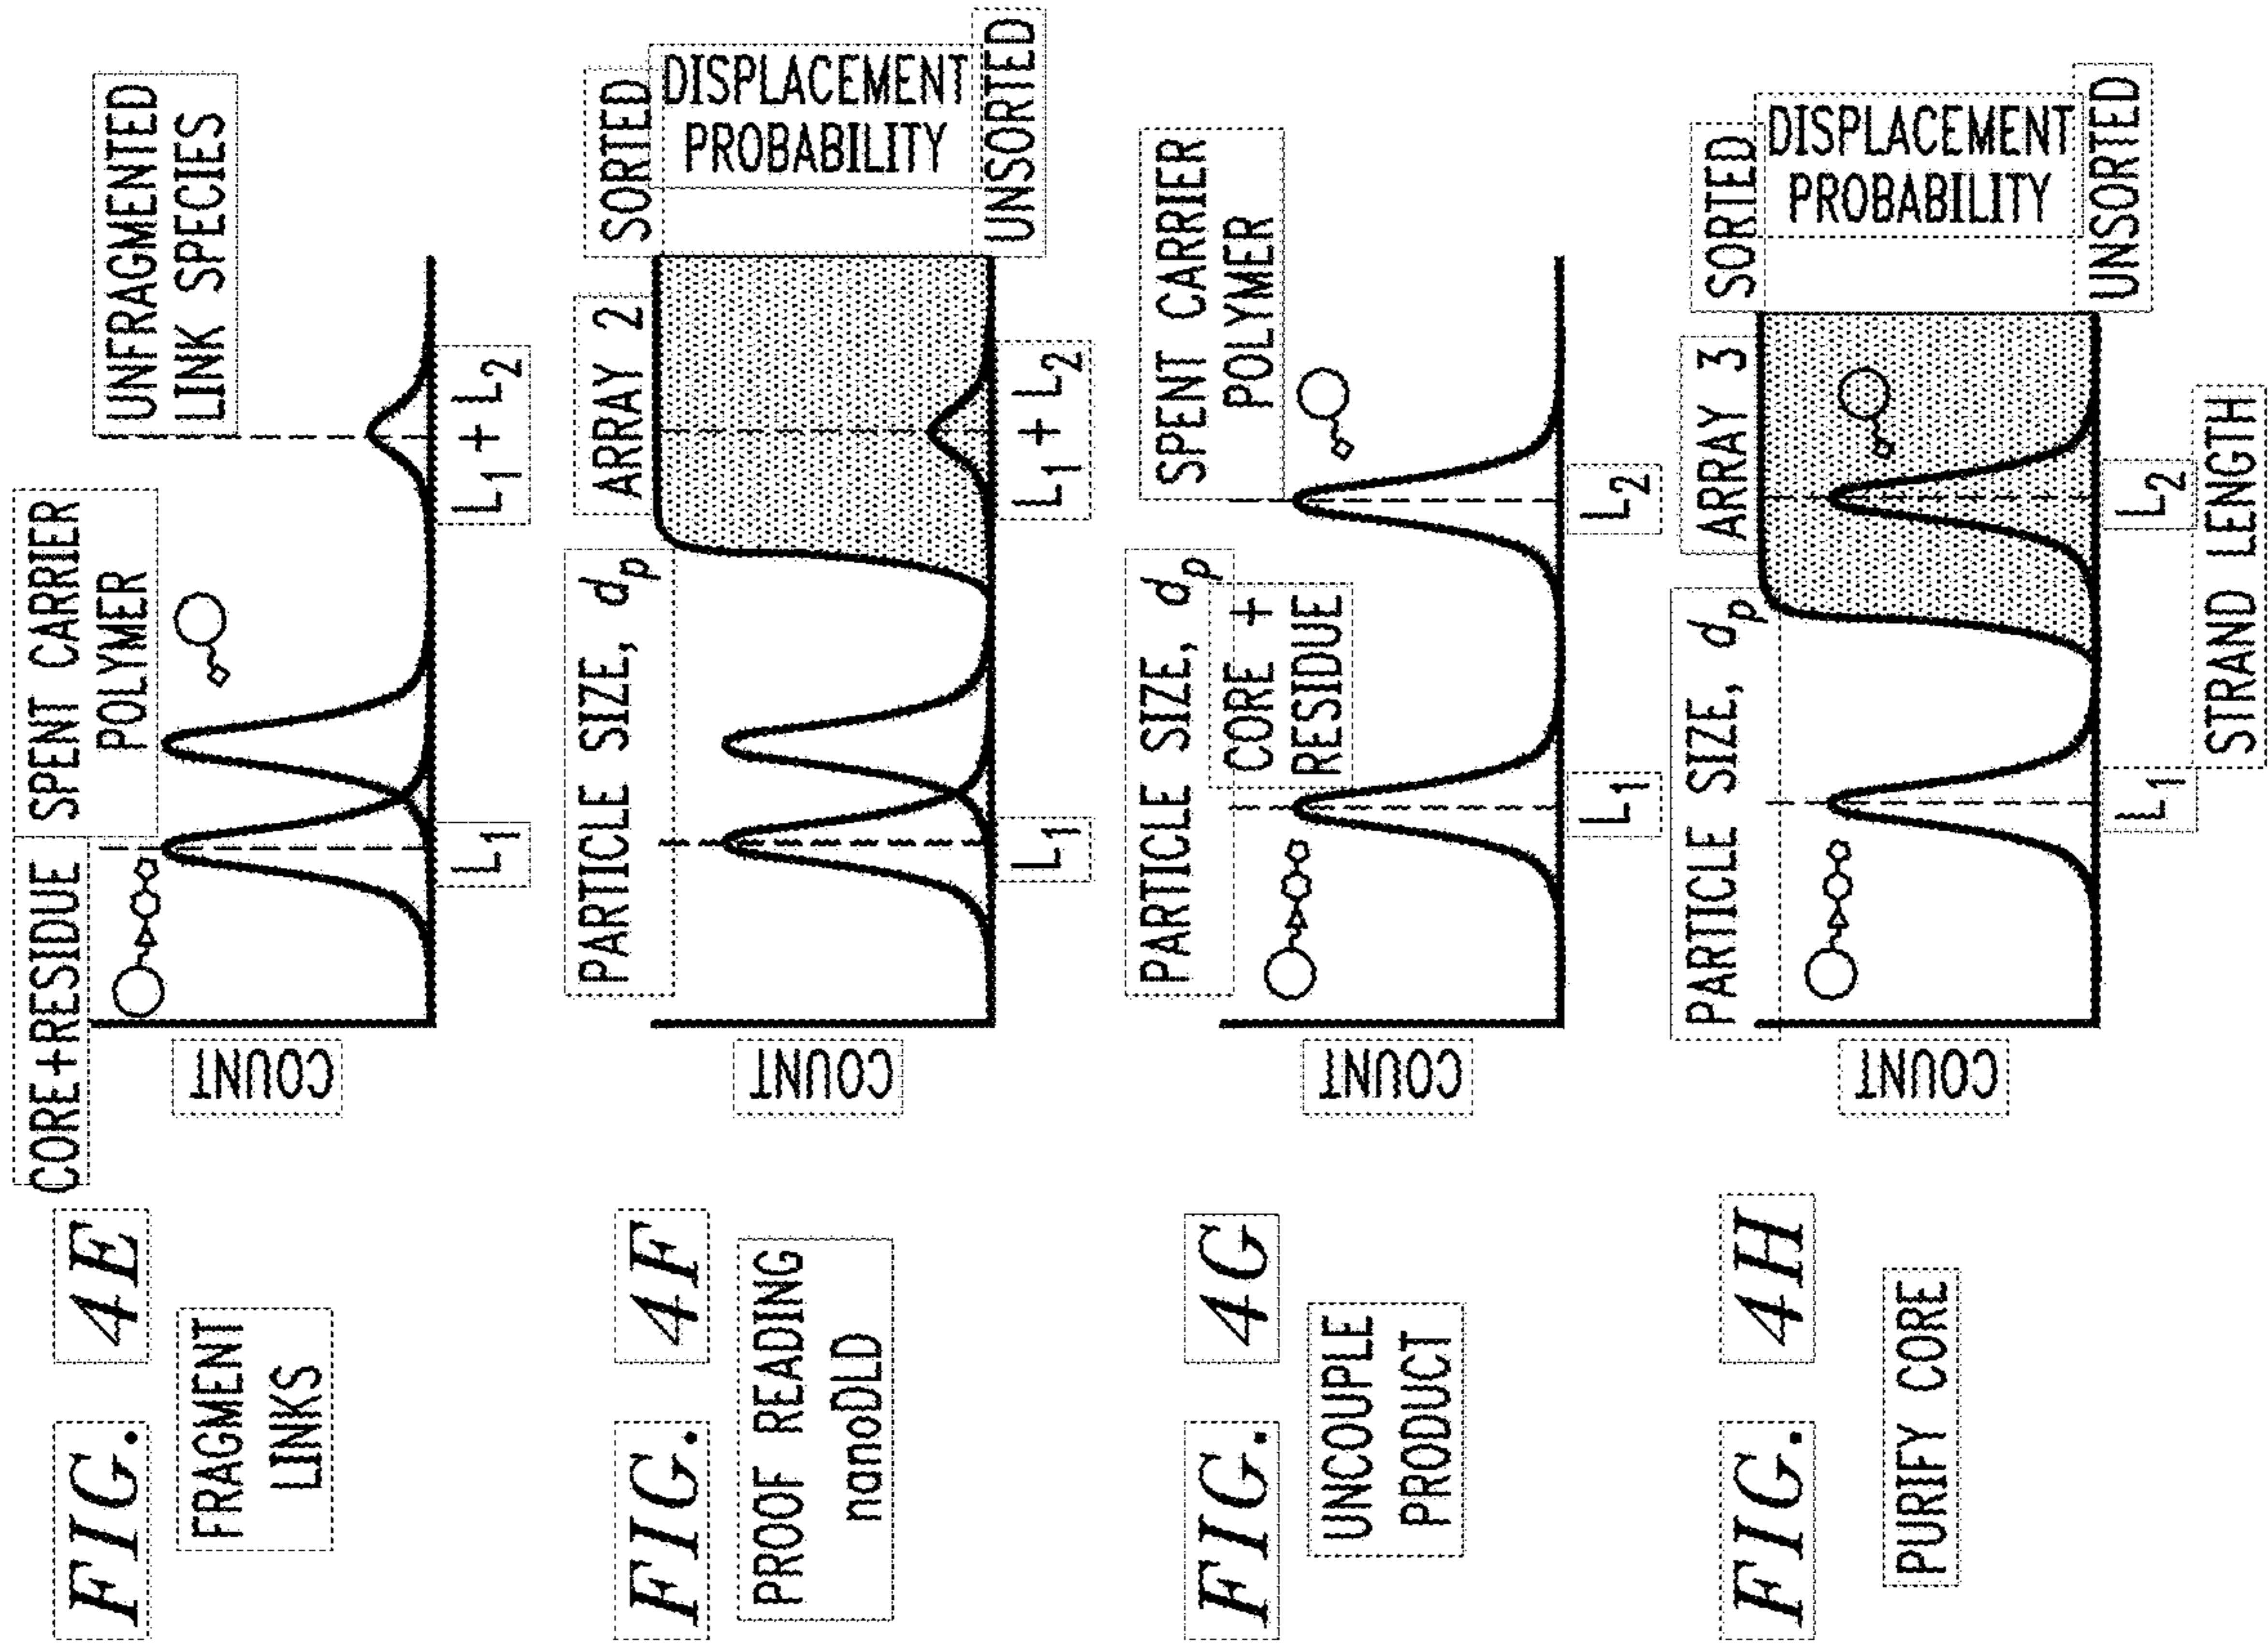 FIG. 4E
FRAGMENT
LINKS
CORE+RESIDUE
SPENT CARRIER
POLYMER
UNFRAGMENTED
LINK SPECIES
COUNT
L1
L1 + L2
FIG. 4F
PROOF READING
nanoDLD
PARTICLE SIZE, dp
ARRAY 2
SORTED
DISPLACEMENT
PROBABILITY
UNSORTED
COUNT
L1
L1 + L2
FIG. 4G
UNCOUPLE
PRODUCT
PARTICLE SIZE, dp
CORE +
RESIDUE
SPENT CARRIER
POLYMER
COUNT
L1
L2
FIG. 4H
PURIFY CORE
PARTICLE SIZE, dp
ARRAY 3
SORTED
DISPLACEMENT
PROBABILITY
UNSORTED
COUNT
L1
L2
STRAND LENGTH